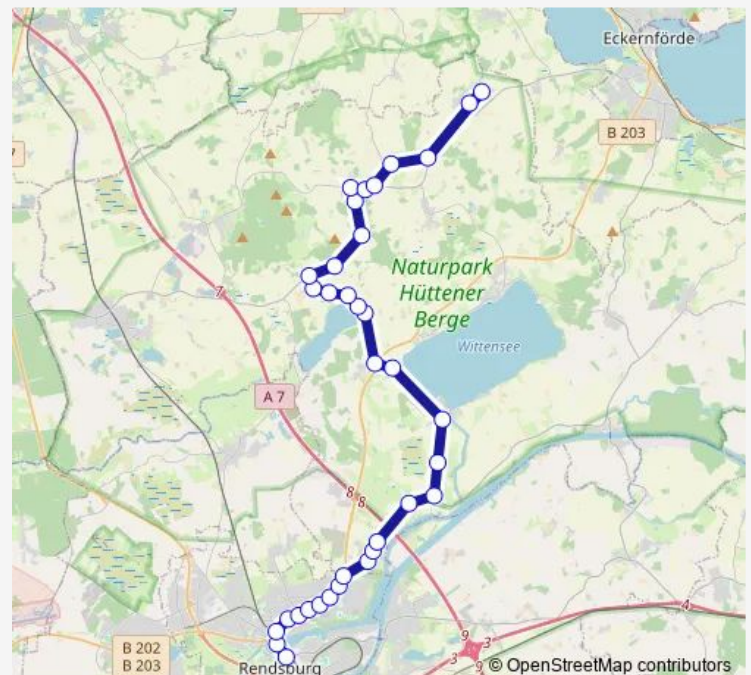 Eckernförde
B 203
7
Naturpark
Hüttener
Berge
Wittensee
A 7
8 8
4
B 202
B 203
9
3
3
9
Rendsburg
© OpenStreetMap contributors